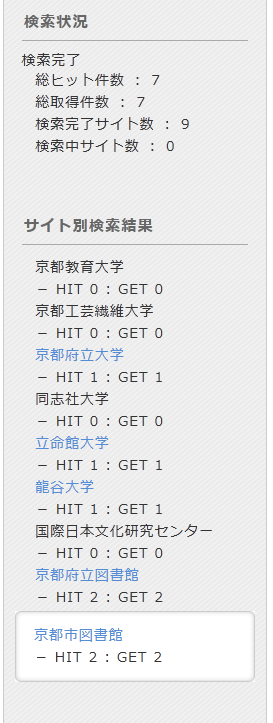 検索状況
検索完了
総ヒット件数 : 7
総取得件数 : 7
検索完了サイト数 : 9
検索中サイト数 : 0
サイト別検索結果
京都教育大学
− HIT 0 : GET 0
京都工芸繊維大学
− HIT 0 : GET 0
京都府立大学
− HIT 1 : GET 1
同志社大学
− HIT 0 : GET 0
立命館大学
− HIT 1 : GET 1
龍谷大学
− HIT 1 : GET 1
国際日本文化研究センター
− HIT 0 : GET 0
京都府立図書館
− HIT 2 : GET 2
京都市図書館
− HIT 2 : GET 2